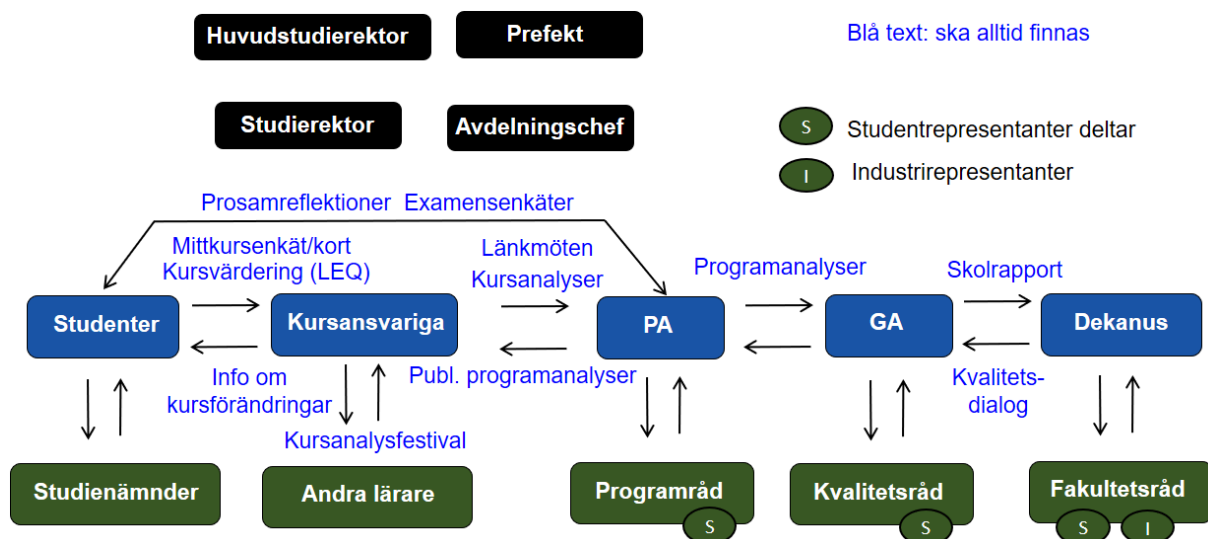 Huvudstudierektor
Prefekt
Blå text: ska alltid finnas
Studierektor
Avdelningschef
S
Studentrepresentanter deltar
I
Industrirepresentanter
Prosamreflektioner Examensenkäter
Mittkursenkät/kort
Kursvärdering (LEQ)
Länkmöten
Kursanalyser
Programanalyser
Skolrapport
Studenter
Kursansvariga
PA
GA
Dekanus
Info om
kursförändringar
Publ. programanalyser
Kvalitets-
dialog
Kursanalysfestival
Studienämnder
Andra lärare
Programråd
S
Kvalitetsråd
S
Fakultetsråd
S
I